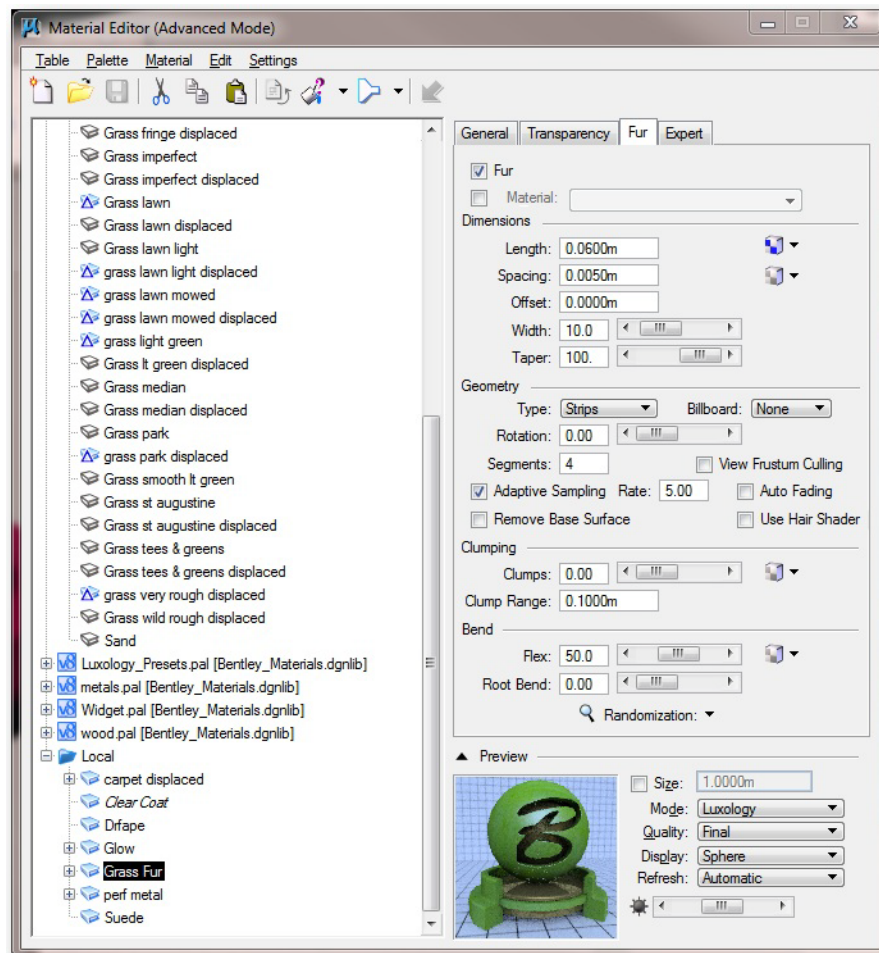 Material Editor (Advanced Mode)
Table Palette Material Edit Settings
Grass fringe displaced
Grass imperfect
Grass imperfect displaced
Grass lawn
Grass lawn displaced
Grass lawn light
grass lawn light displaced
grass lawn mowed
grass lawn mowed displaced
grass light green
Grass lt green displaced
Grass median
Grass median displaced
Grass park
grass park displaced
Grass smooth lt green
Grass st augustine
Grass st augustine displaced
Grass tees & greens
Grass tees & greens displaced
grass very rough displaced
Grass wild rough displaced
Sand
v8 Luxology_Presets.pal [Bentley_Materials.dgnlib]
v8 metals.pal [Bentley_Materials.dgnlib]
v8 Widget.pal [Bentley_Materials.dgnlib]
v8 wood.pal [Bentley_Materials.dgnlib]
Local
carpet displaced
Clear Coat
Drfape
Glow
Grass Fur
perf metal
Suede
General Transparency Fur Expert
Fur
Material:
Dimensions
Length: 0.0600m
Spacing: 0.0050m
Offset: 0.0000m
Width: 10.0
Taper: 100.
Geometry
Type: Strips Billboard: None
Rotation: 0.00
Segments: 4 View Frustum Culling
Adaptive Sampling Rate: 5.00 Auto Fading
Remove Base Surface Use Hair Shader
Clumping
Clumps: 0.00
Clump Range: 0.1000m
Bend
Flex: 50.0
Root Bend: 0.00
Randomization:
Preview
B
Size: 1.0000m
Mode: Luxology
Quality: Final
Display: Sphere
Refresh: Automatic